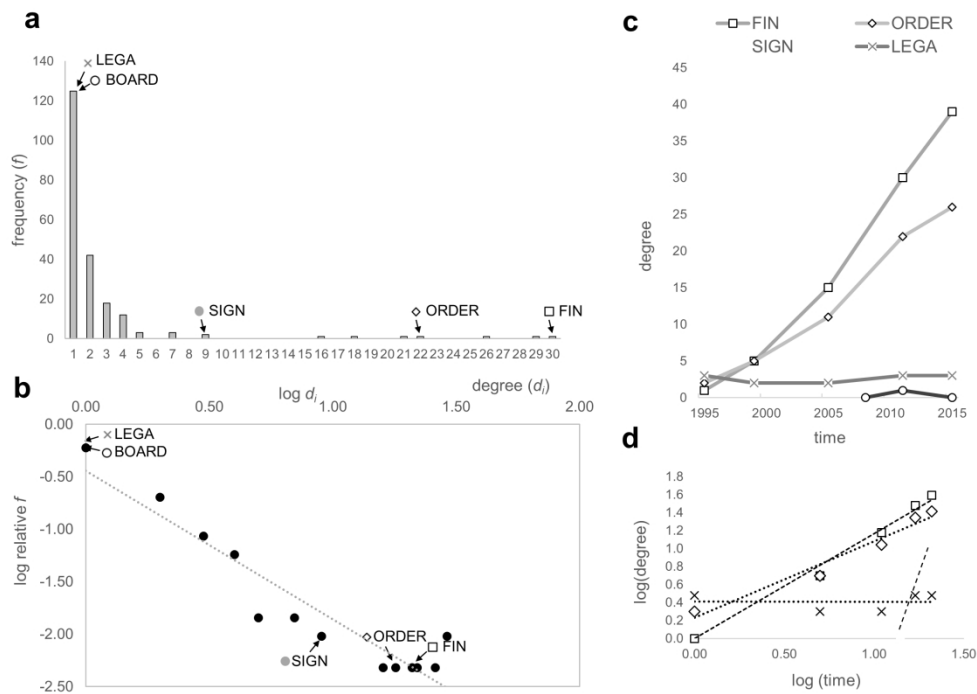 a
LEGA
BOARD
140
120
100
80
60
40
20
0
frequency (f)
SIGN
ORDER
FIN
1 2 3 4 5 6 7 8 9 10 11 12 13 14 15 16 17 18 19 20 21 22 23 24 25 26 27 28 29 30
degree (di)
b
log di
0.00 0.50 1.00 1.50 2.00
0.00
-0.50
-1.00
-1.50
-2.00
-2.50
log relative f
LEGA
BOARD
SIGN
ORDER
FIN
c
FIN ORDER
SIGN LEGA
45
40
35
30
25
20
15
10
5
0
degree
1995 2000 2005 2010 2015
time
d
1.8
1.6
1.4
1.2
1.0
0.8
0.6
0.4
0.2
0.0
log(degree)
0.00 0.50 1.00 1.50
log (time)